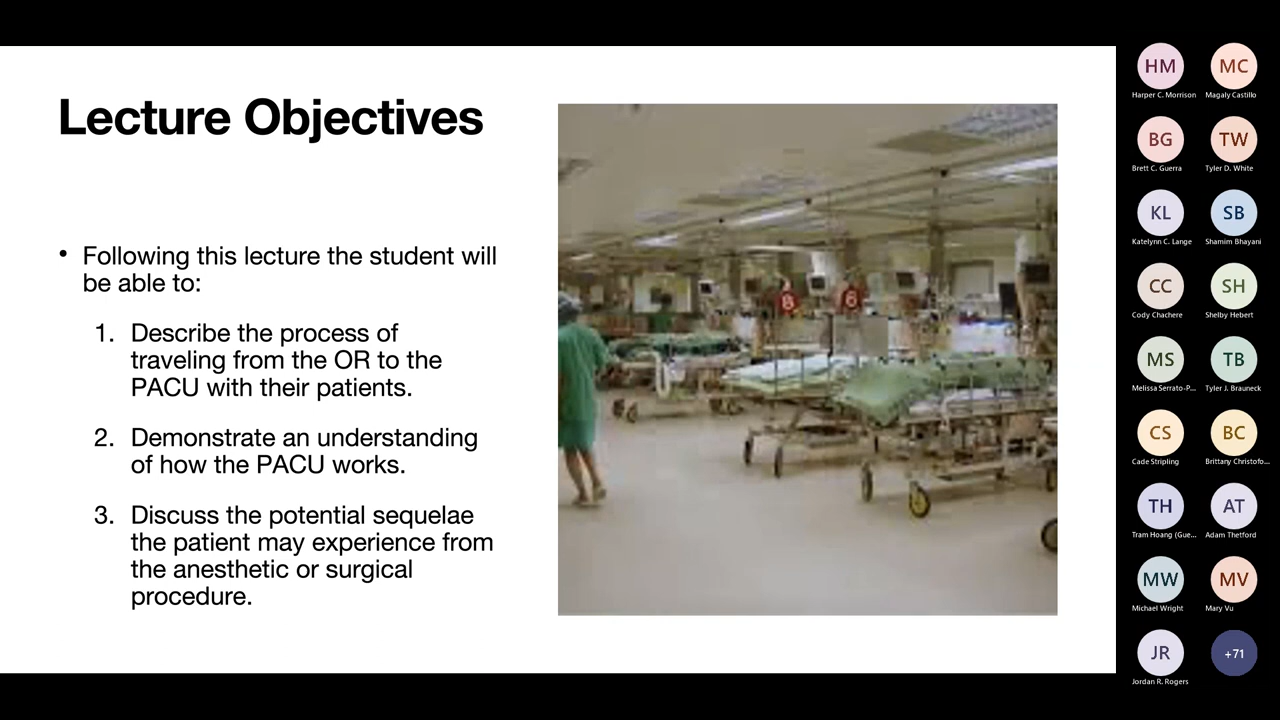 Lecture Objectives
• Following this lecture the student will
be able to:
1. Describe the process of
traveling from the OR to the
PACU with their patients.
2. Demonstrate an understanding
of how the PACU works.
3. Discuss the potential sequelae
the patient may experience from
the anesthetic or surgical
procedure.
HM MC
Harper C. Morrison Magaly Castillo
BG TW
Brett C. Guerra Tyler D. White
KL SB
Katelynn C. Lange Shamim Bhayani
CC SH
Cody Chachere Shelby Hebert
MS TB
Melissa Serrato-P... Tyler J. Brauneck
CS BC
Cade Stripling Brittany Christofo...
TH AT
Tram Hoang (Gue... Adam Thetford
MW MV
Michael Wright Mary Vu
JR +71
Jordan R. Rogers